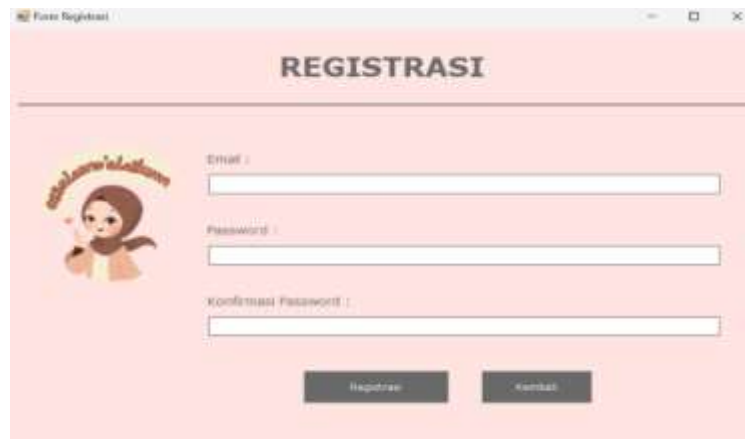 Form Registrasi
REGISTRASI
Email :
Password :
Konfirmasi Password :
Registrasi Kembali